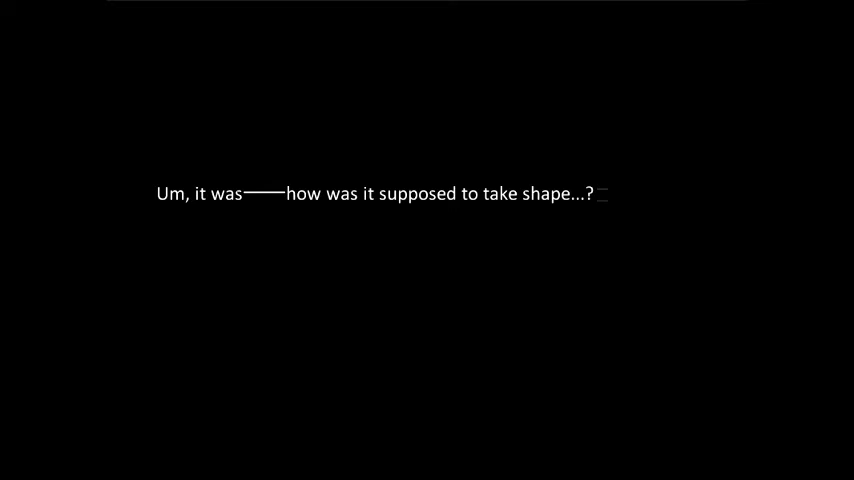 Um, it was――how was it supposed to take shape...?